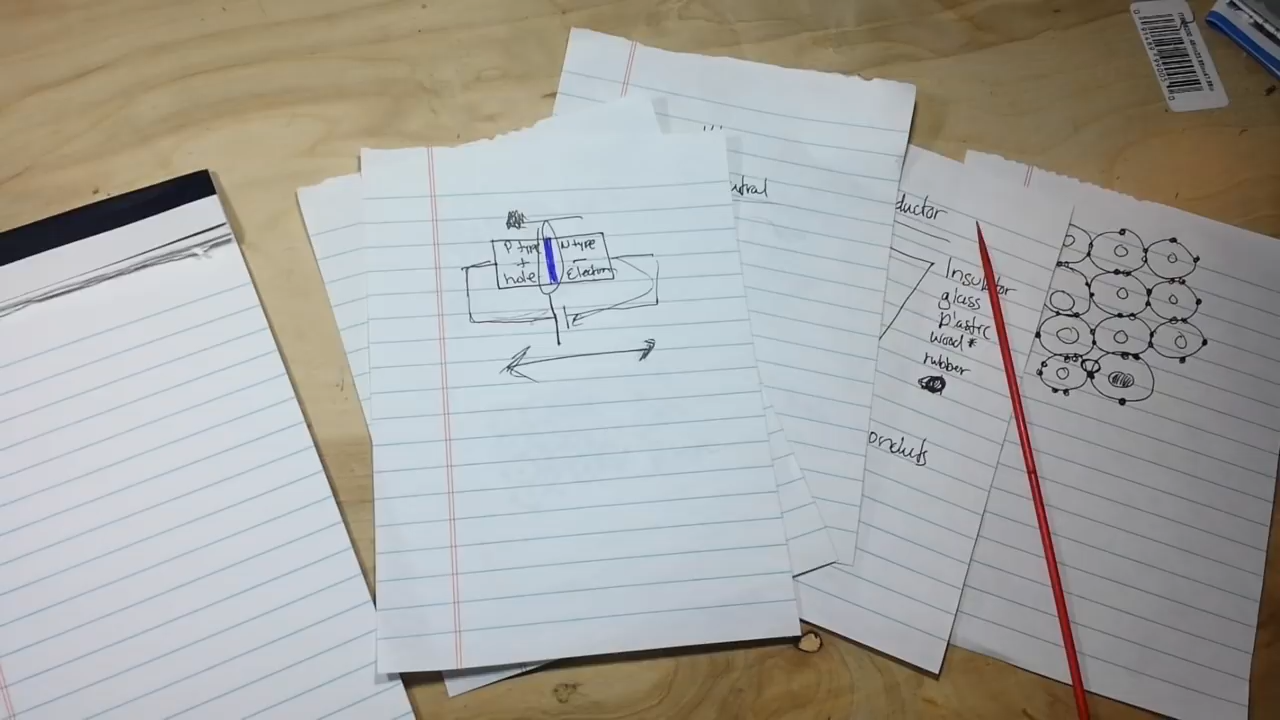 P type
+
hole
N type
-
Electron
utral
ductor
Insulator
glass
Plastic
wood*
rubber
onducts